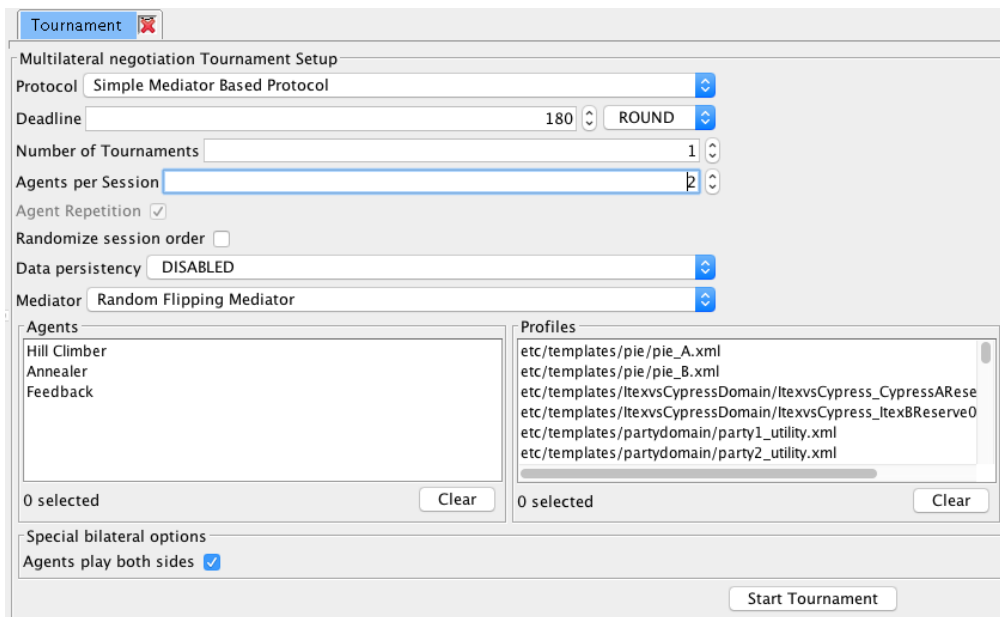 Tournament
Multilateral negotiation Tournament Setup
Protocol Simple Mediator Based Protocol
Deadline 180 ROUND
Number of Tournaments 1
Agents per Session 2
Agent Repetition
Randomize session order
Data persistency DISABLED
Mediator Random Flipping Mediator
Agents
Hill Climber
Annealer
Feedback
0 selected Clear
Profiles
etc/templates/pie/pie_A.xml
etc/templates/pie/pie_B.xml
etc/templates/ItexvsCypressDomain/ItexvsCypress_CypressARese
etc/templates/ItexvsCypressDomain/ItexvsCypress_ItexBReserve0
etc/templates/partydomain/party1_utility.xml
etc/templates/partydomain/party2_utility.xml
0 selected Clear
Special bilateral options
Agents play both sides
Start Tournament